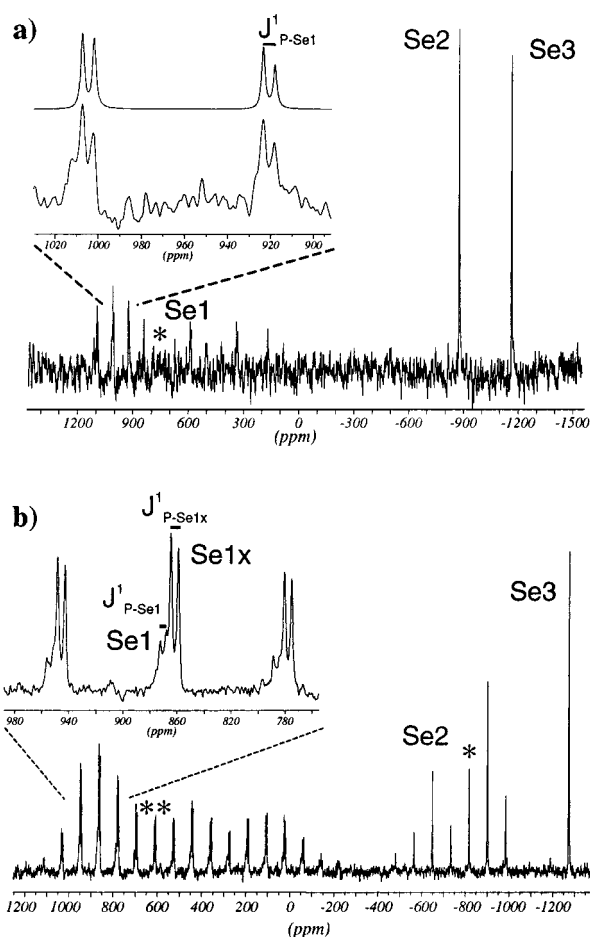 a)
J¹P-Se1
Se2
Se3
1020 1000 980 960 940 920 900
(ppm)
Se1
*
1200 900 600 300 0 -300 -600 -900 -1200 -1500
(ppm)
b)
J¹P-Se1x
Se1x
J¹P-Se1
Se1
Se3
980 940 900 860 820 780
(ppm)
Se2
*
**
1200 1000 800 600 400 200 0 -200 -400 -600 -800 -1000 -1200
(ppm)